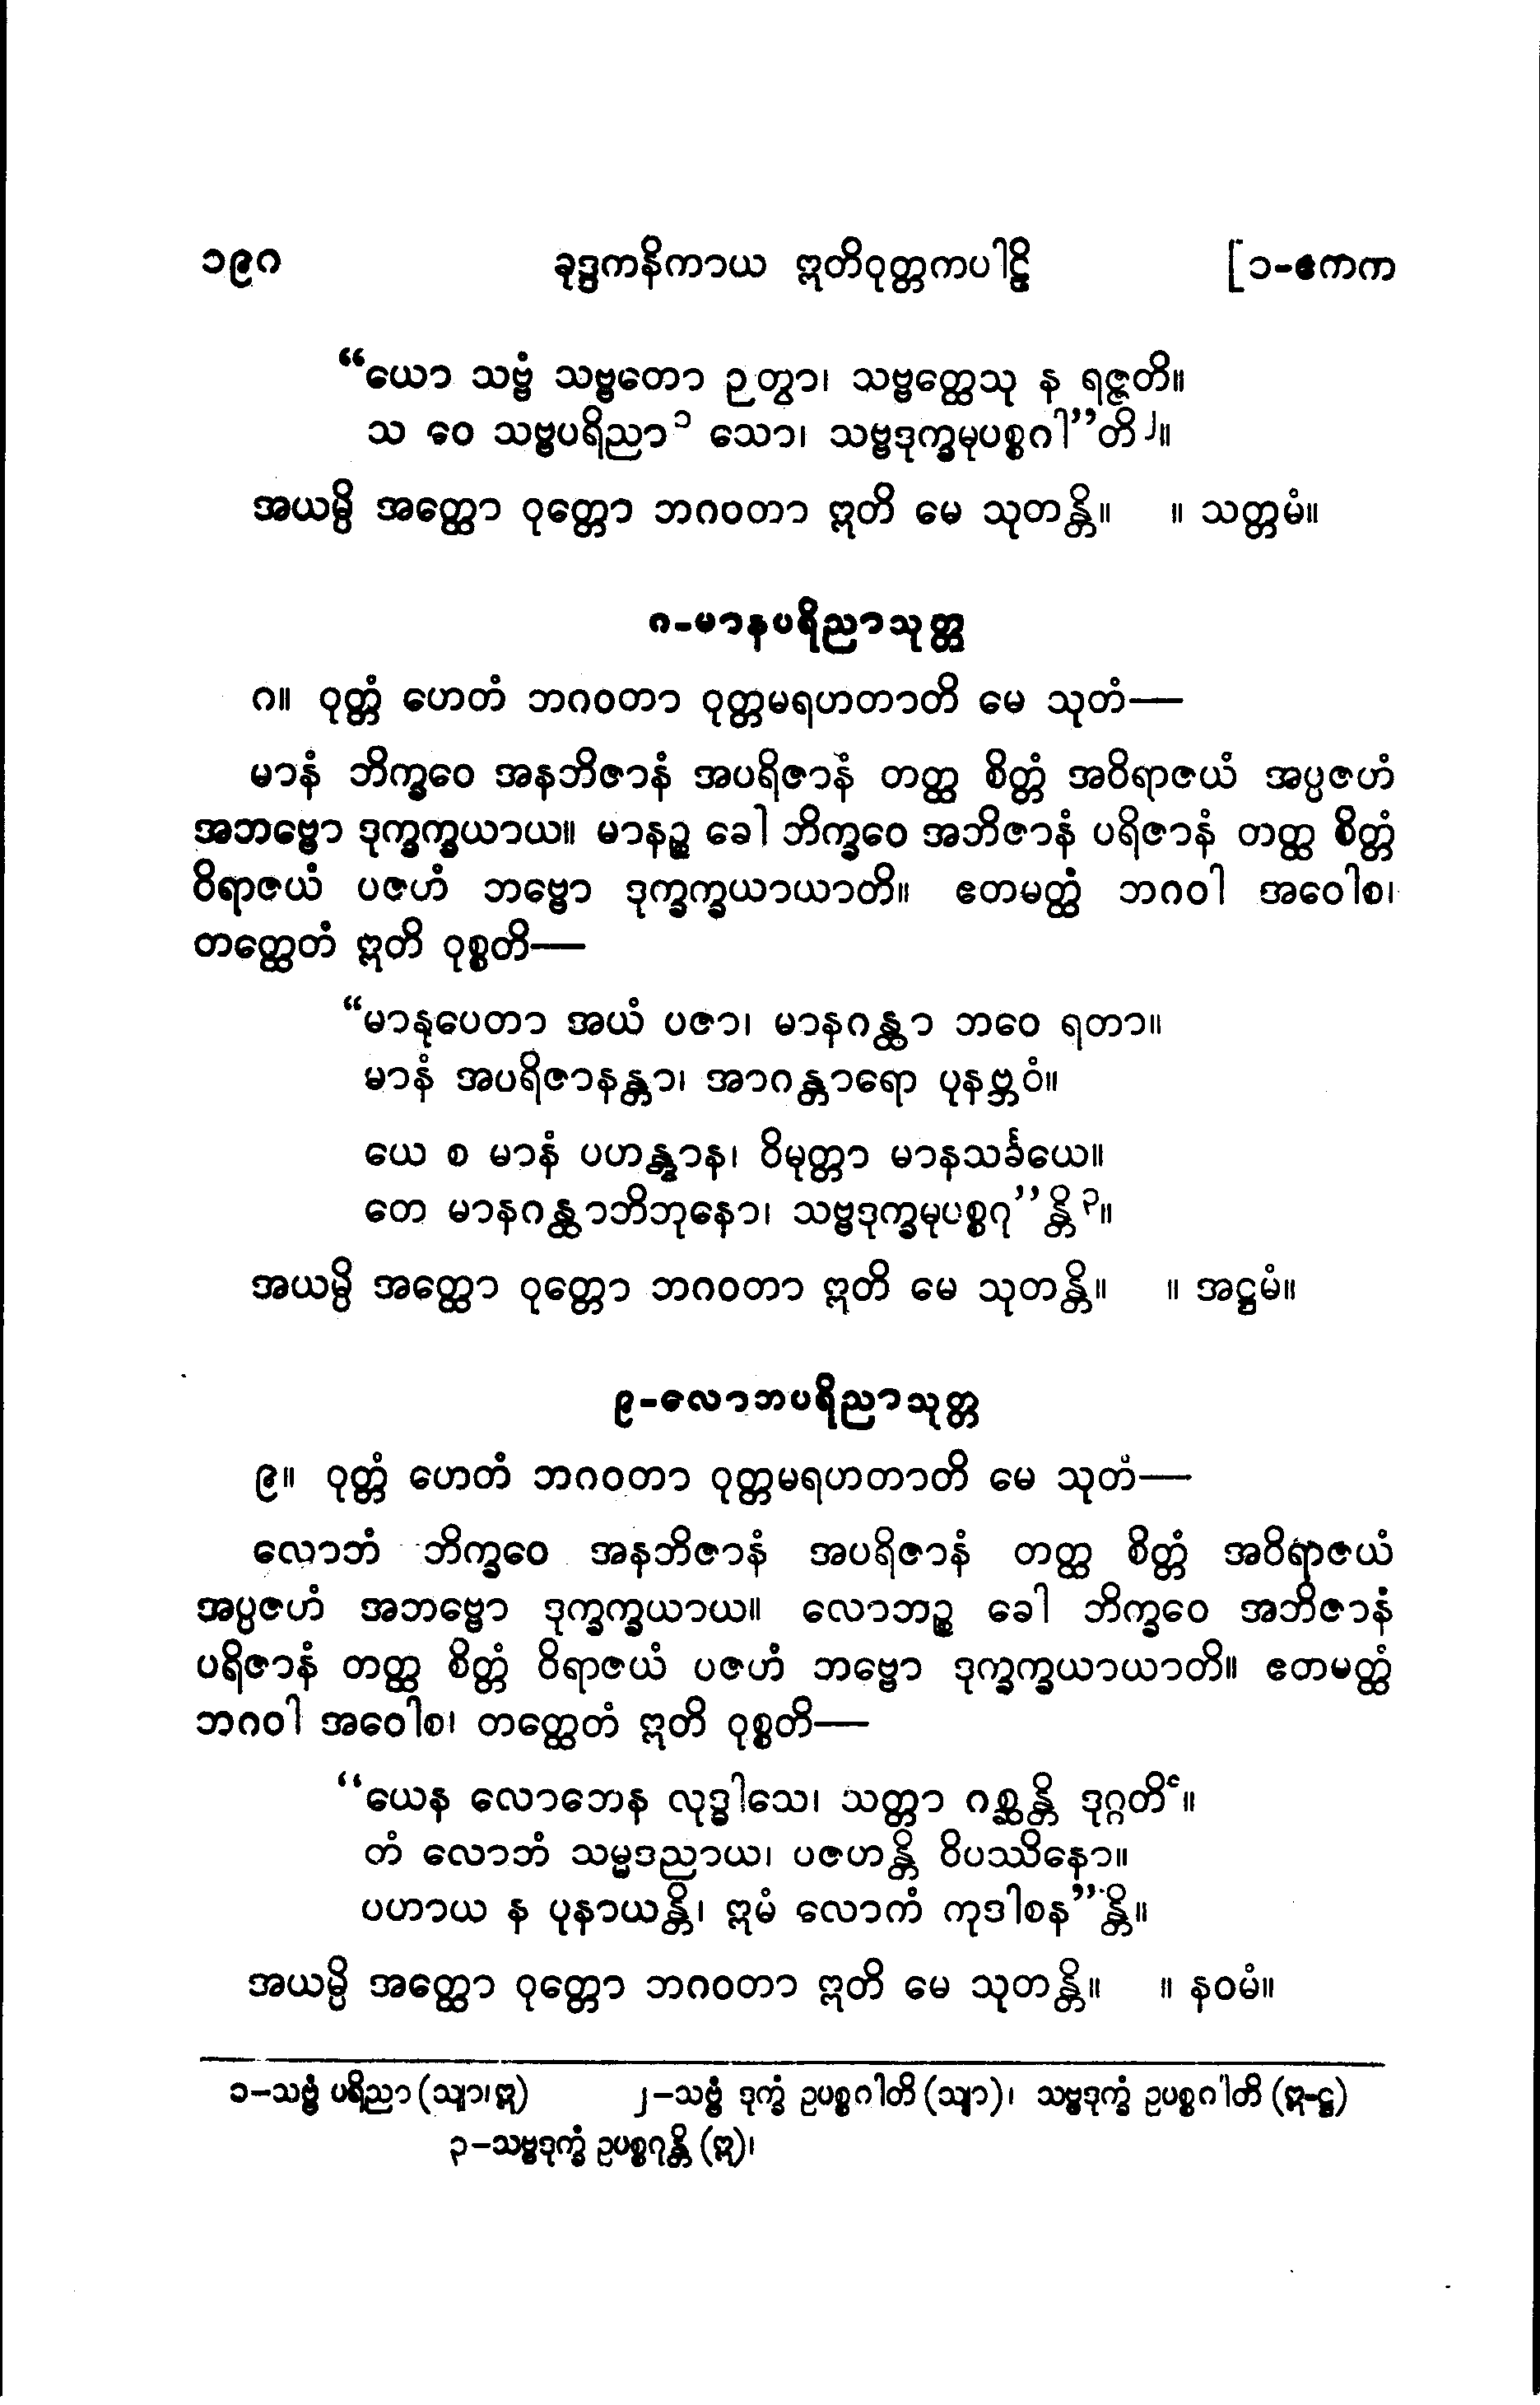 ၁၉ဂ ခုဒ္ဒကနိကာယ ဣတိဝုတ္တကပါဠိ [၁-ဧကက
“ယော သဗ္ဗံ သဗ္ဗတော ဉတွာ၊ သဗ္ဗတ္ထေသု န ရဇ္ဇတိ။
သ ဝေ သဗ္ဗပရိညာ ၁ သော၊ သဗ္ဗဒုက္ခမုပစ္စဂါ”တိ ၂။
အယမ္ပိ အတ္ထော ဝုတ္တော ဘဂဝတာ ဣတိ မေ သုတန္တိ။ ။ သတ္တမံ။
ဂ-မာနပရိညာသုတ္တ
ဂ။ ဝုတ္တံ ဟေတံ ဘဂဝတာ ဝုတ္တမရဟတာတိ မေ သုတံ—
မာနံ ဘိက္ခဝေ အနဘိဇာနံ အပရိဇာနံ တတ္ထ စိတ္တံ အဝိရာဇယံ အပ္ပဇဟံ
အဘဗ္ဗော ဒုက္ခက္ခယာယ။ မာနဉ္စ ခေါ ဘိက္ခဝေ အဘိဇာနံ ပရိဇာနံ တတ္ထ စိတ္တံ
ဝိရာဇယံ ပဇဟံ ဘဗ္ဗော ဒုက္ခက္ခယာယာတိ။ ဧတမတ္ထံ ဘဂဝါ အဝေါစ၊
တတ္ထေတံ ဣတိ ဝုစ္စတိ—
“မာနုပေတာ အယံ ပဇာ၊ မာနဂန္ထာ ဘဝေ ရတာ။
မာနံ အပရိဇာနန္တာ၊ အာဂန္တာရော ပုနဗ္ဘဝံ။
ယေ စ မာနံ ပဟန္တွာန၊ ဝိမုတ္တာ မာနသင်္ခယေ။
တေ မာနဂန္ထာဘိဘုနော၊ သဗ္ဗဒုက္ခမုပစ္စဂု”န္တိ ၃။
အယမ္ပိ အတ္ထော ဝုတ္တော ဘဂဝတာ ဣတိ မေ သုတန္တိ။ ။ အဋ္ဌမံ။
၉-လောဘပရိညာသုတ္တ
၉။ ဝုတ္တံ ဟေတံ ဘဂဝတာ ဝုတ္တမရဟတာတိ မေ သုတံ—
လောဘံ ဘိက္ခဝေ အနဘိဇာနံ အပရိဇာနံ တတ္ထ စိတ္တံ အဝိရာဇယံ
အပ္ပဇဟံ အဘဗ္ဗော ဒုက္ခက္ခယာယ။ လောဘဉ္စ ခေါ ဘိက္ခဝေ အဘိဇာနံ
ပရိဇာနံ တတ္ထ စိတ္တံ ဝိရာဇယံ ပဇဟံ ဘဗ္ဗော ဒုက္ခက္ခယာယာတိ။ ဧတမတ္ထံ
ဘဂဝါ အဝေါစ၊ တတ္ထေတံ ဣတိ ဝုစ္စတိ—
“ယေန လောဘေန လုဒ္ဓါသေ၊ သတ္တာ ဂစ္ဆန္တိ ဒုဂ္ဂတိံ။
တံ လောဘံ သမ္မဒညာယ၊ ပဇဟန္တိ ဝိပဿိနော။
ပဟာယ န ပုနာယန္တိ၊ ဣမံ လောကံ ကုဒါစန”န္တိ။
အယမ္ပိ အတ္ထော ဝုတ္တော ဘဂဝတာ ဣတိ မေ သုတန္တိ။ ။ နဝမံ။
၁-သဗ္ဗံ ပရိညာ (သျာ၊ ဣ) ၂-သဗ္ဗံ ဒုက္ခံ ဥပစ္စဂါတိ (သျာ)၊ သဗ္ဗဒုက္ခံ ဥပစ္စဂါတိ (ဣ-ဋ္ဌ)
၃-သဗ္ဗဒုက္ခံ ဥပစ္စဂုန္တိ (ဣ)၊